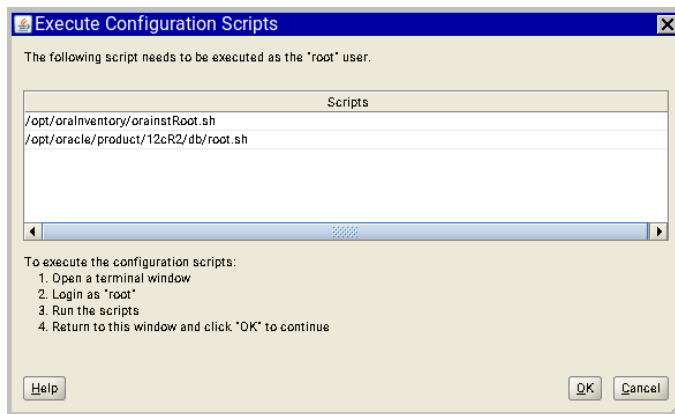 Execute Configuration Scripts
The following script needs to be executed as the "root" user.
Scripts
/opt/oraInventory/orainstRoot.sh
/opt/oracle/product/12cR2/db/root.sh
To execute the configuration scripts:
1. Open a terminal window
2. Login as "root"
3. Run the scripts
4. Return to this window and click "OK" to continue
Help
OK
Cancel